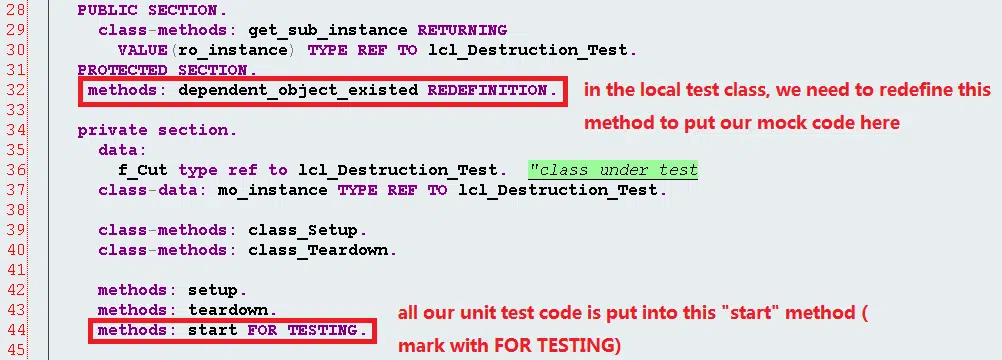 28 PUBLIC SECTION.
29 class-methods: get_sub_instance RETURNING
30 VALUE(ro_instance) TYPE REF TO lcl_Destruction_Test.
31 PROTECTED SECTION.
32 methods: dependent_object_existed REDEFINITION. in the local test class, we need to redefine this
33 method to put our mock code here
34 private section.
35 data:
36 f_Cut type ref to lcl_Destruction_Test. "class under test
37 class-data: mo_instance TYPE REF TO lcl_Destruction_Test.
38
39 class-methods: class_Setup.
40 class-methods: class_Teardown.
41
42 methods: setup.
43 methods: teardown. all our unit test code is put into this "start" method (
44 methods: start FOR TESTING. mark with FOR TESTING)
45